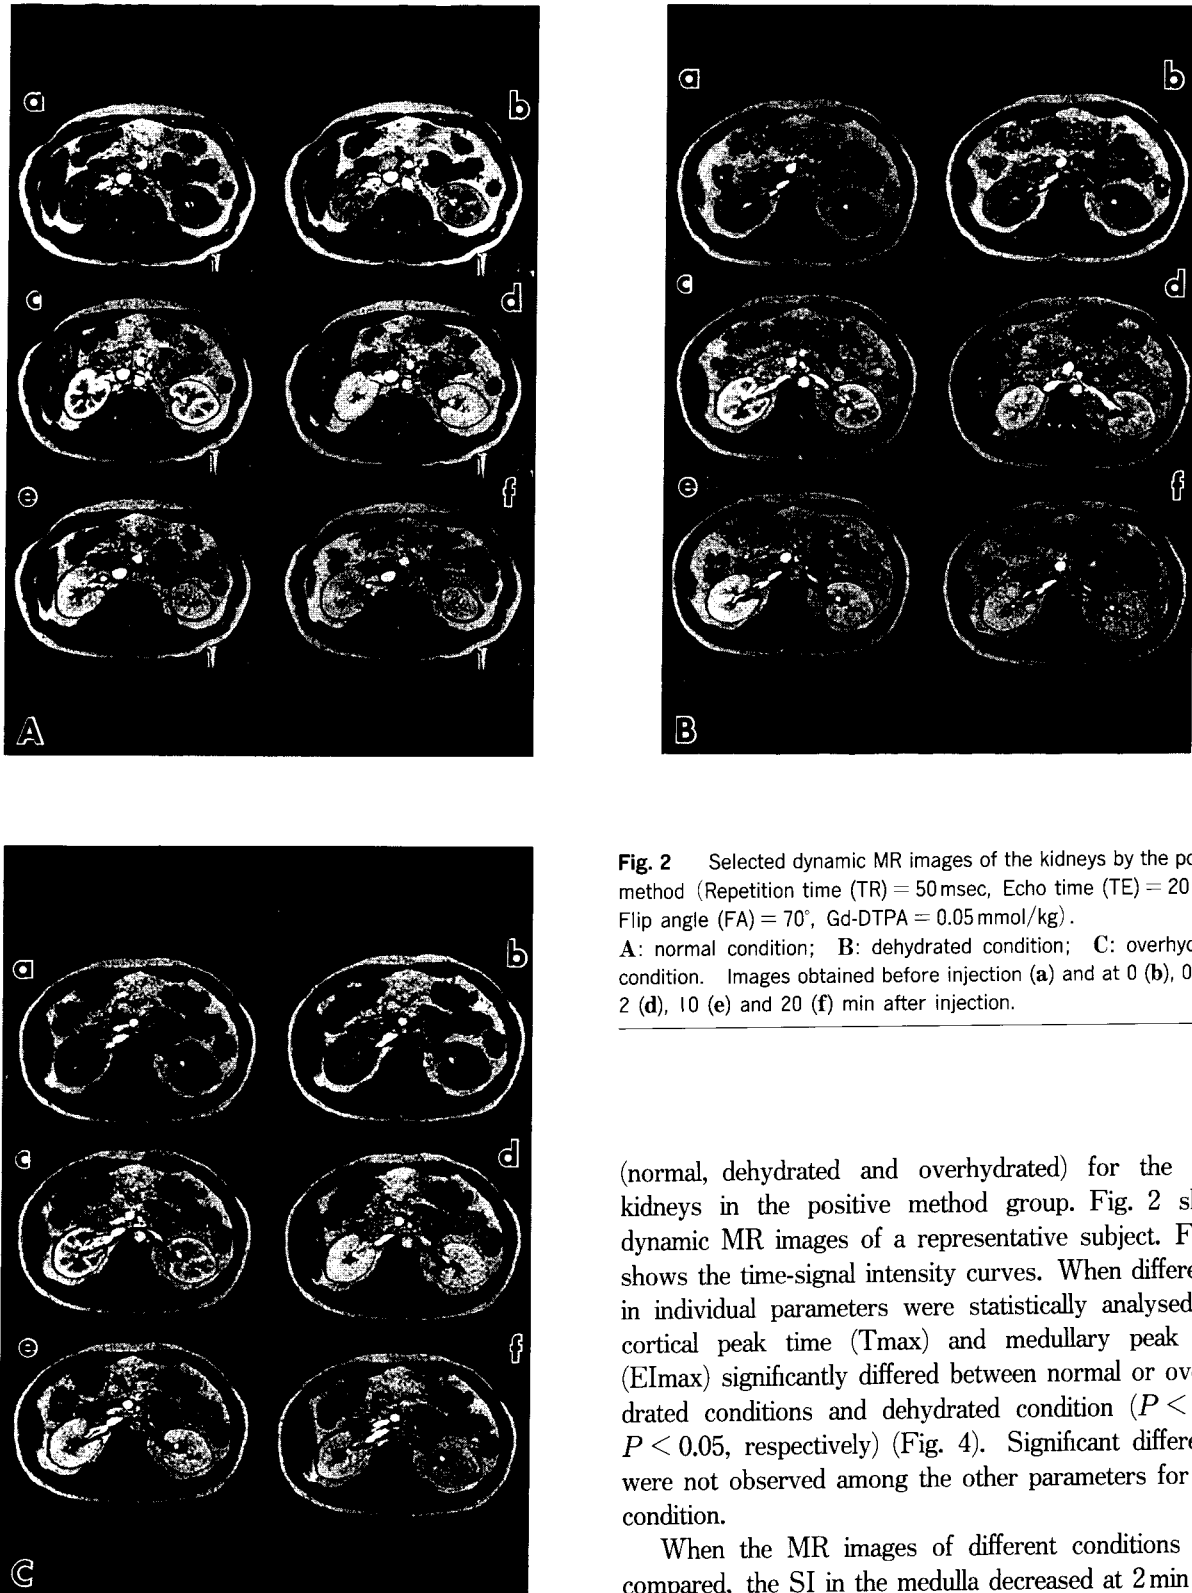 a
b
c
d
e
f
A
a
b
c
d
e
f
B
a
b
c
d
e
f
C
Fig. 2 Selected dynamic MR images of the kidneys by the
method (Repetition time (TR) = 50 msec, Echo time (TE) = 20
Flip angle (FA) = 70°, Gd-DTPA = 0.05 mmol/kg).
A: normal condition; B: dehydrated condition; C:
condition. Images obtained before injection (a) and at 0 (b),
2 (d), 10 (e) and 20 (f) min after injection.
(normal, dehydrated and overhydrated) for the
kidneys in the positive method group. Fig. 2
dynamic MR images of a representative subject.
shows the time-signal intensity curves. When
in individual parameters were statistically analysed
cortical peak time (Tmax) and medullary peak
(EImax) significantly differed between normal or
drated conditions and dehydrated condition (P <
P < 0.05, respectively) (Fig. 4). Significant
were not observed among the other parameters for
condition.
When the MR images of different conditions
compared, the SI in the medulla decreased at 2 min